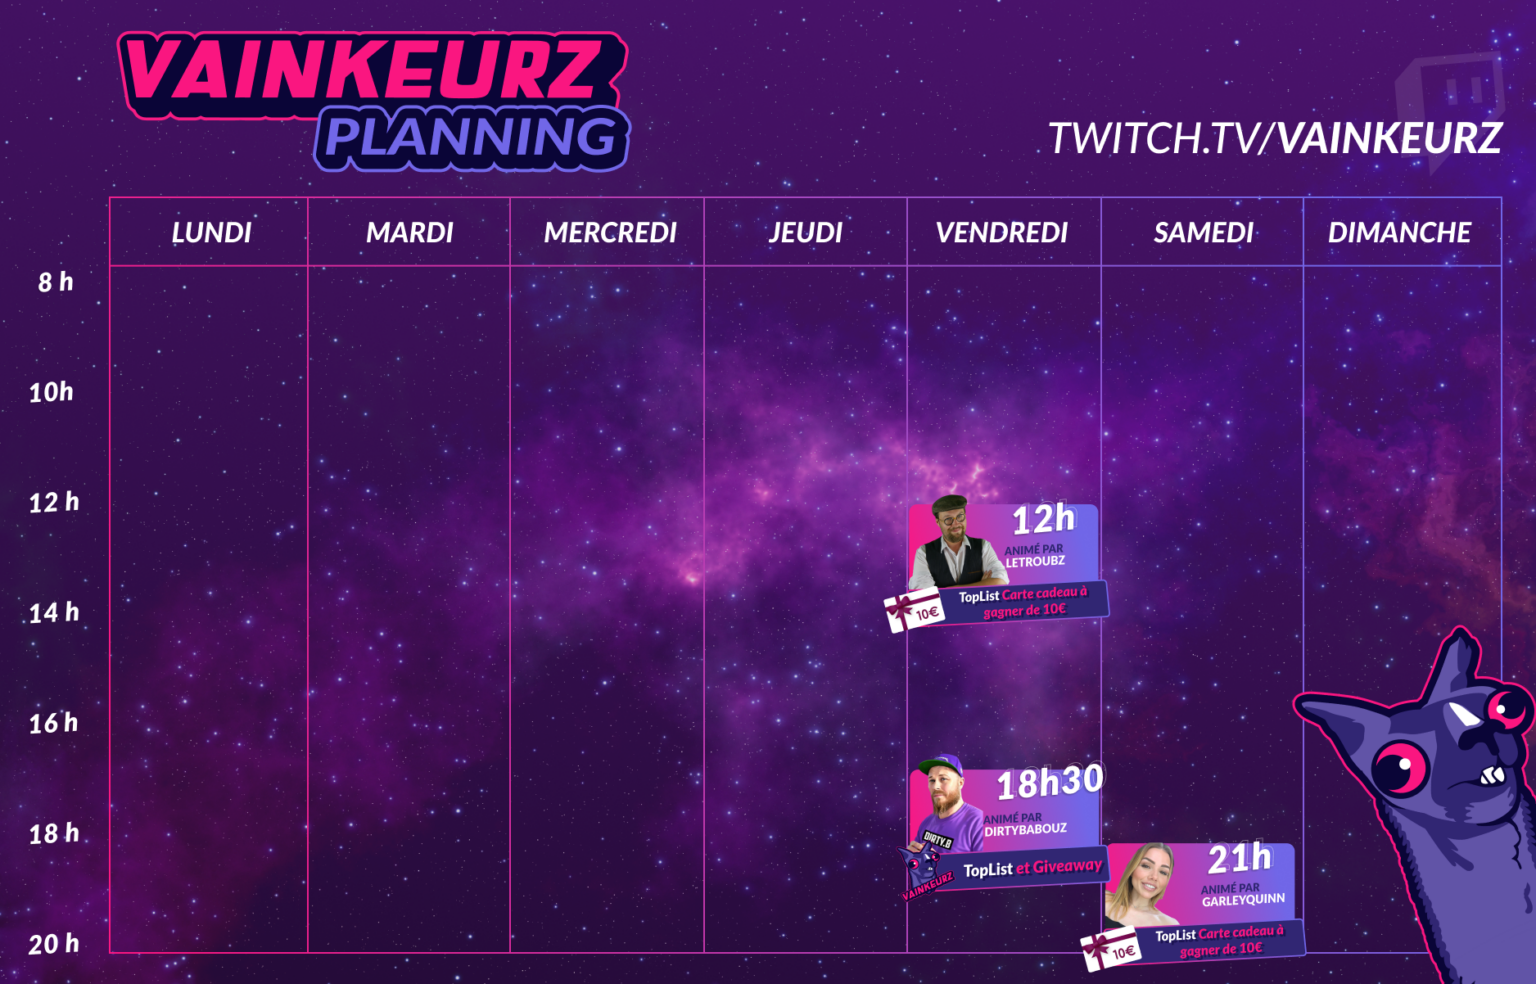 VAINKEURZ
PLANNING
TWITCH.TV/VAINKEURZ
LUNDI
MARDI
MERCREDI
JEUDI
VENDREDI
SAMEDI
DIMANCHE
8 h
10h
12 h
14 h
16 h
18 h
20 h
12h
ANIMÉ PAR
LETROUBZ
10€
TopList Carte cadeau à
gagner de 10€
18h30
ANIMÉ PAR
DIRTYBABOUZ
DIRTY.B
VAINKEURZ
TopList et Giveaway
21h
ANIMÉ PAR
GARLEYQUINN
10€
TopList Carte cadeau à
gagner de 10€